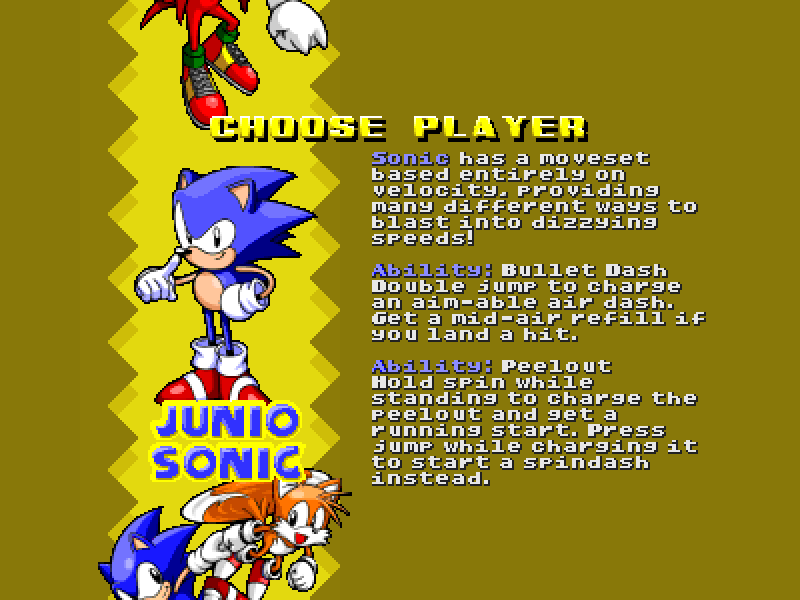 CHOOSE PLAYER
Sonic has a moveset
based entirely on
velocity, providing
many different ways to
blast into dizzying
speeds!
Ability: Bullet Dash
Double jump to charge
an aim-able air dash.
Get a mid-air refill if
you land a hit.
Ability: Peelout
Hold spin while
standing to charge the
peelout and get a
running start. Press
jump while charging it
to start a spindash
instead.
JUNIO
SONIC